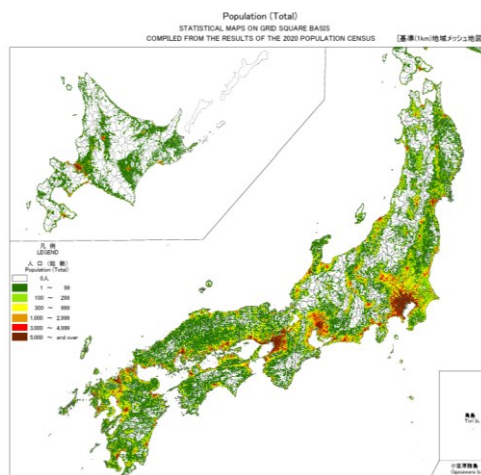 Population (Total)
STATISTICAL MAPS ON GRID SQUARE BASIS
COMPILED FROM THE RESULTS OF THE 2020 POPULATION CENSUS
[基準(1km)地域メッシュ地図
凡 例
LEGEND
人 口 (総 数)
Population (Total)
0人
1 ～ 99
100 ～ 299
300 ～ 999
1,000 ～ 2,999
3,000 ～ 4,999
5,000 ～ and over
鳥島
小笠原諸島